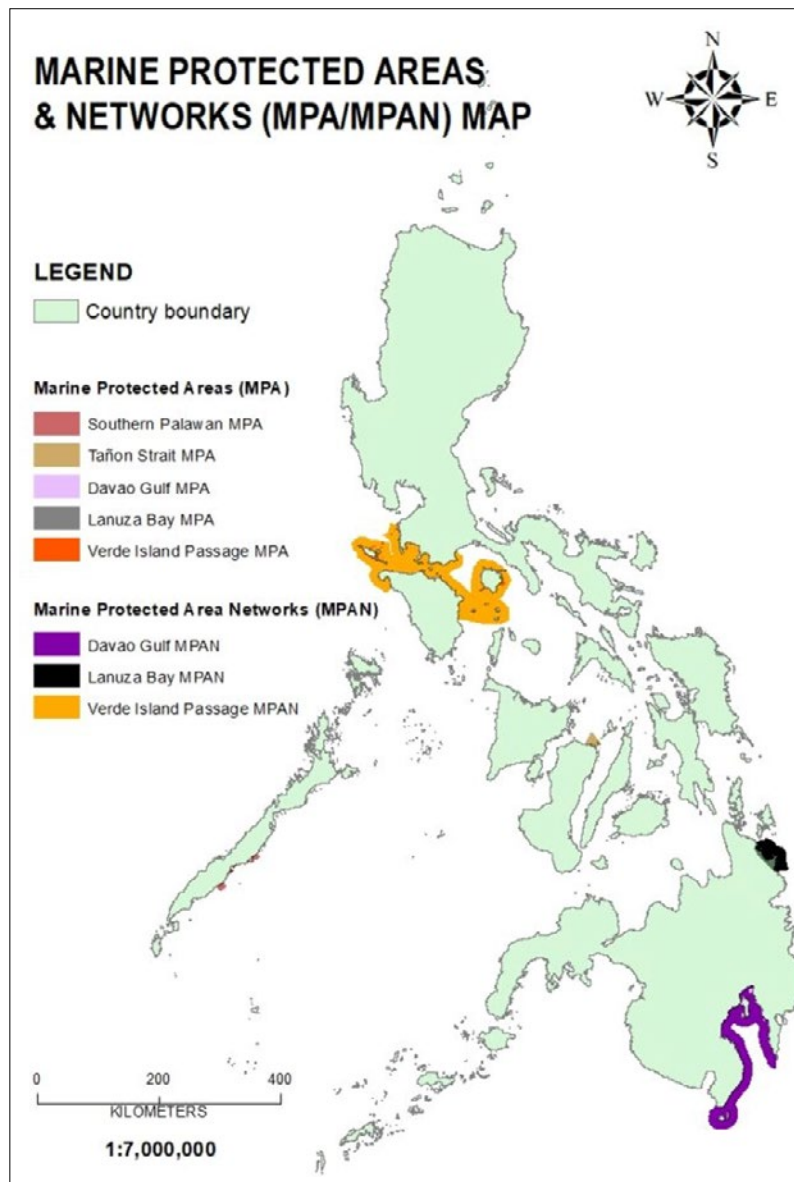 MARINE PROTECTED AREAS
& NETWORKS (MPA/MPAN) MAP
N
W
E
S
LEGEND
Country boundary
Marine Protected Areas (MPA)
Southern Palawan MPA
Tañon Strait MPA
Davao Gulf MPA
Lanuza Bay MPA
Verde Island Passage MPA
Marine Protected Area Networks (MPAN)
Davao Gulf MPAN
Lanuza Bay MPAN
Verde Island Passage MPAN
0 200 400
KILOMETERS
1:7,000,000